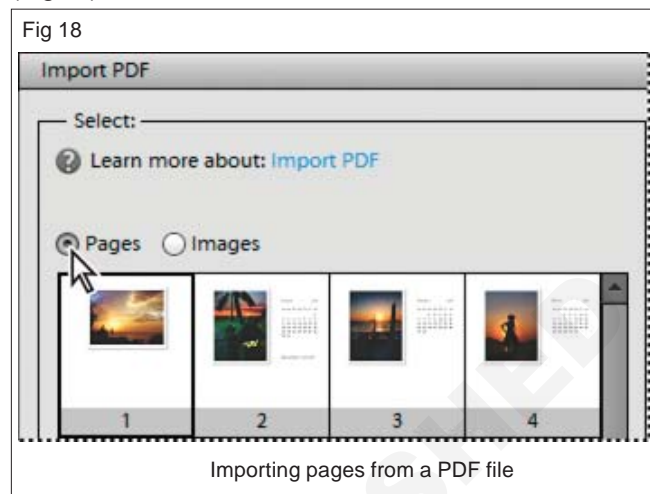 Fig 18
Import PDF
Select:
Learn more about: Import PDF
Pages Images
1 2 3 4
Importing pages from a PDF file